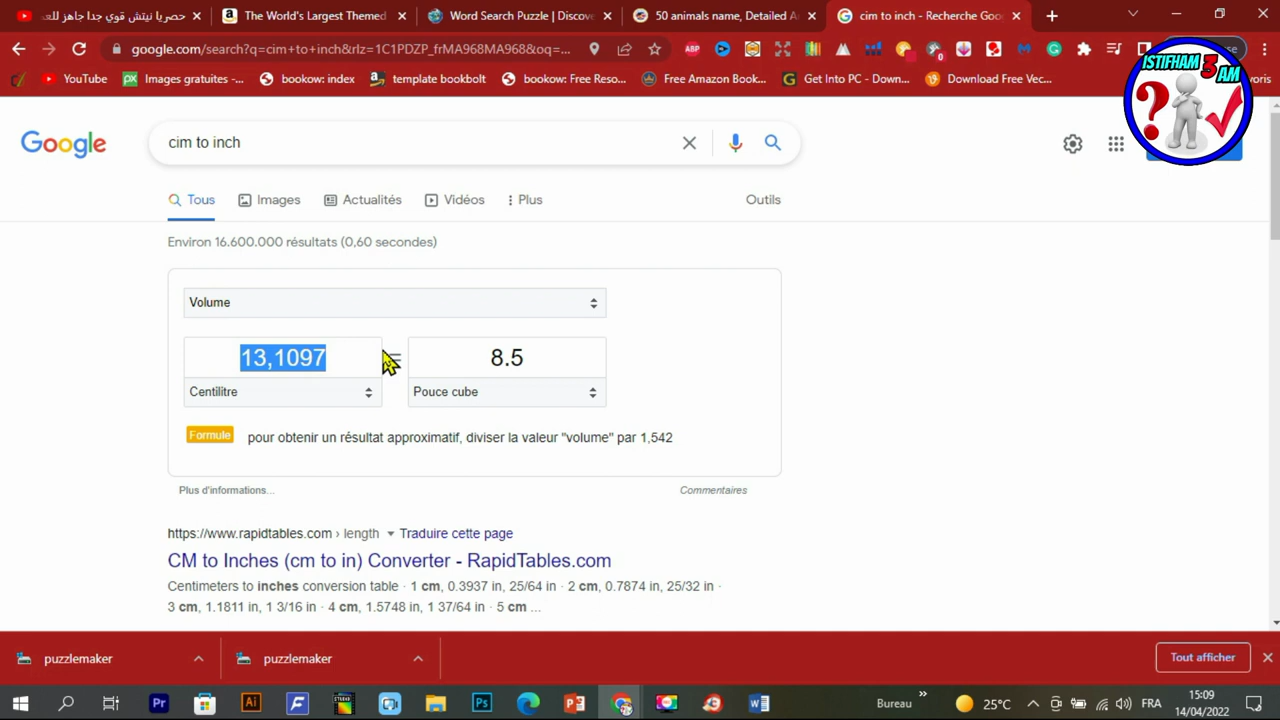 حصريا نيتش قوي جدا جاهز للعد
The World's Largest Themed
Word Search Puzzle | Discove
50 animals name, Detailed A
cim to inch - Recherche Goo
google.com/search?q=cim+to+inch&rlz=1C1PDZP_frMA968MA968&oq=...
YouTube
Images gratuites -...
bookow: index
template bookbolt
bookow: Free Reso...
Free Amazon Book...
Get Into PC - Down...
Download Free Vec...
ISTIFHAM 3 AM
Google
cim to inch
Tous
Images
Actualités
Vidéos
Plus
Outils
Environ 16.600.000 résultats (0,60 secondes)
Volume
13,1097
=
8.5
Centilitre
Pouce cube
Formule
pour obtenir un résultat approximatif, diviser la valeur "volume" par 1,542
Plus d'informations...
Commentaires
https://www.rapidtables.com › length
Traduire cette page
CM to Inches (cm to in) Converter - RapidTables.com
Centimeters to inches conversion table · 1 cm, 0.3937 in, 25/64 in · 2 cm, 0.7874 in, 25/32 in ·
3 cm, 1.1811 in, 1 3/16 in · 4 cm, 1.5748 in, 1 37/64 in · 5 cm ...
puzzlemaker
puzzlemaker
Tout afficher
Bureau
25°C
FRA
15:09
14/04/2022